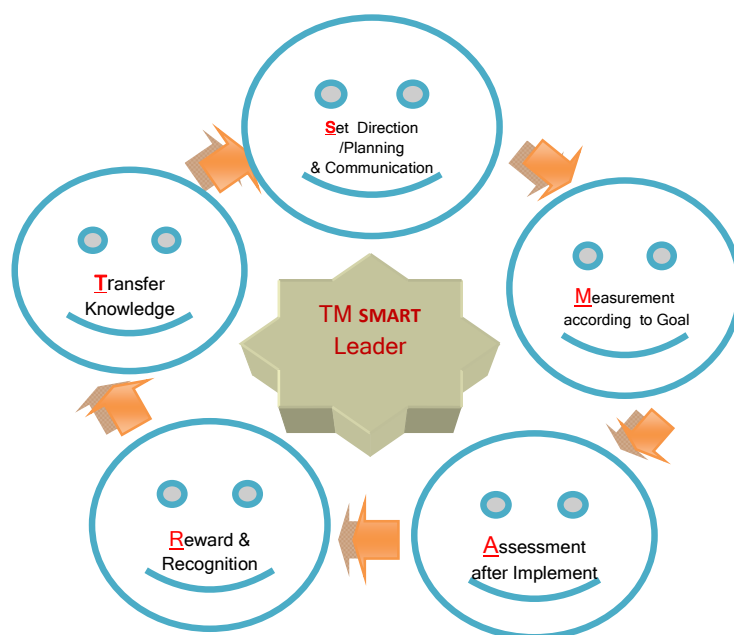 Set Direction
/Planning
& Communication
Measurement
according to Goal
Assessment
after Implement
Reward &
Recognition
Transfer
Knowledge
TM SMART
Leader